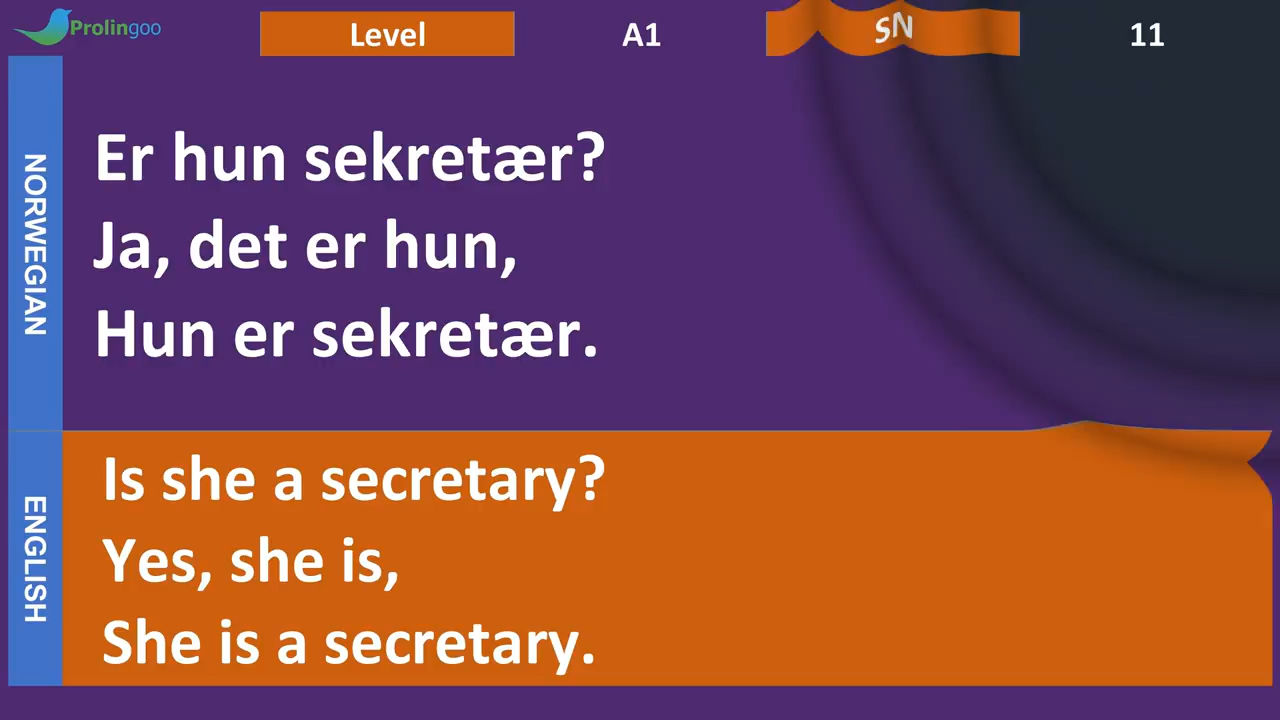 Prolingoo
Level A1 SN 11
NORWEGIAN
Er hun sekretær?
Ja, det er hun,
Hun er sekretær.
ENGLISH
Is she a secretary?
Yes, she is,
She is a secretary.